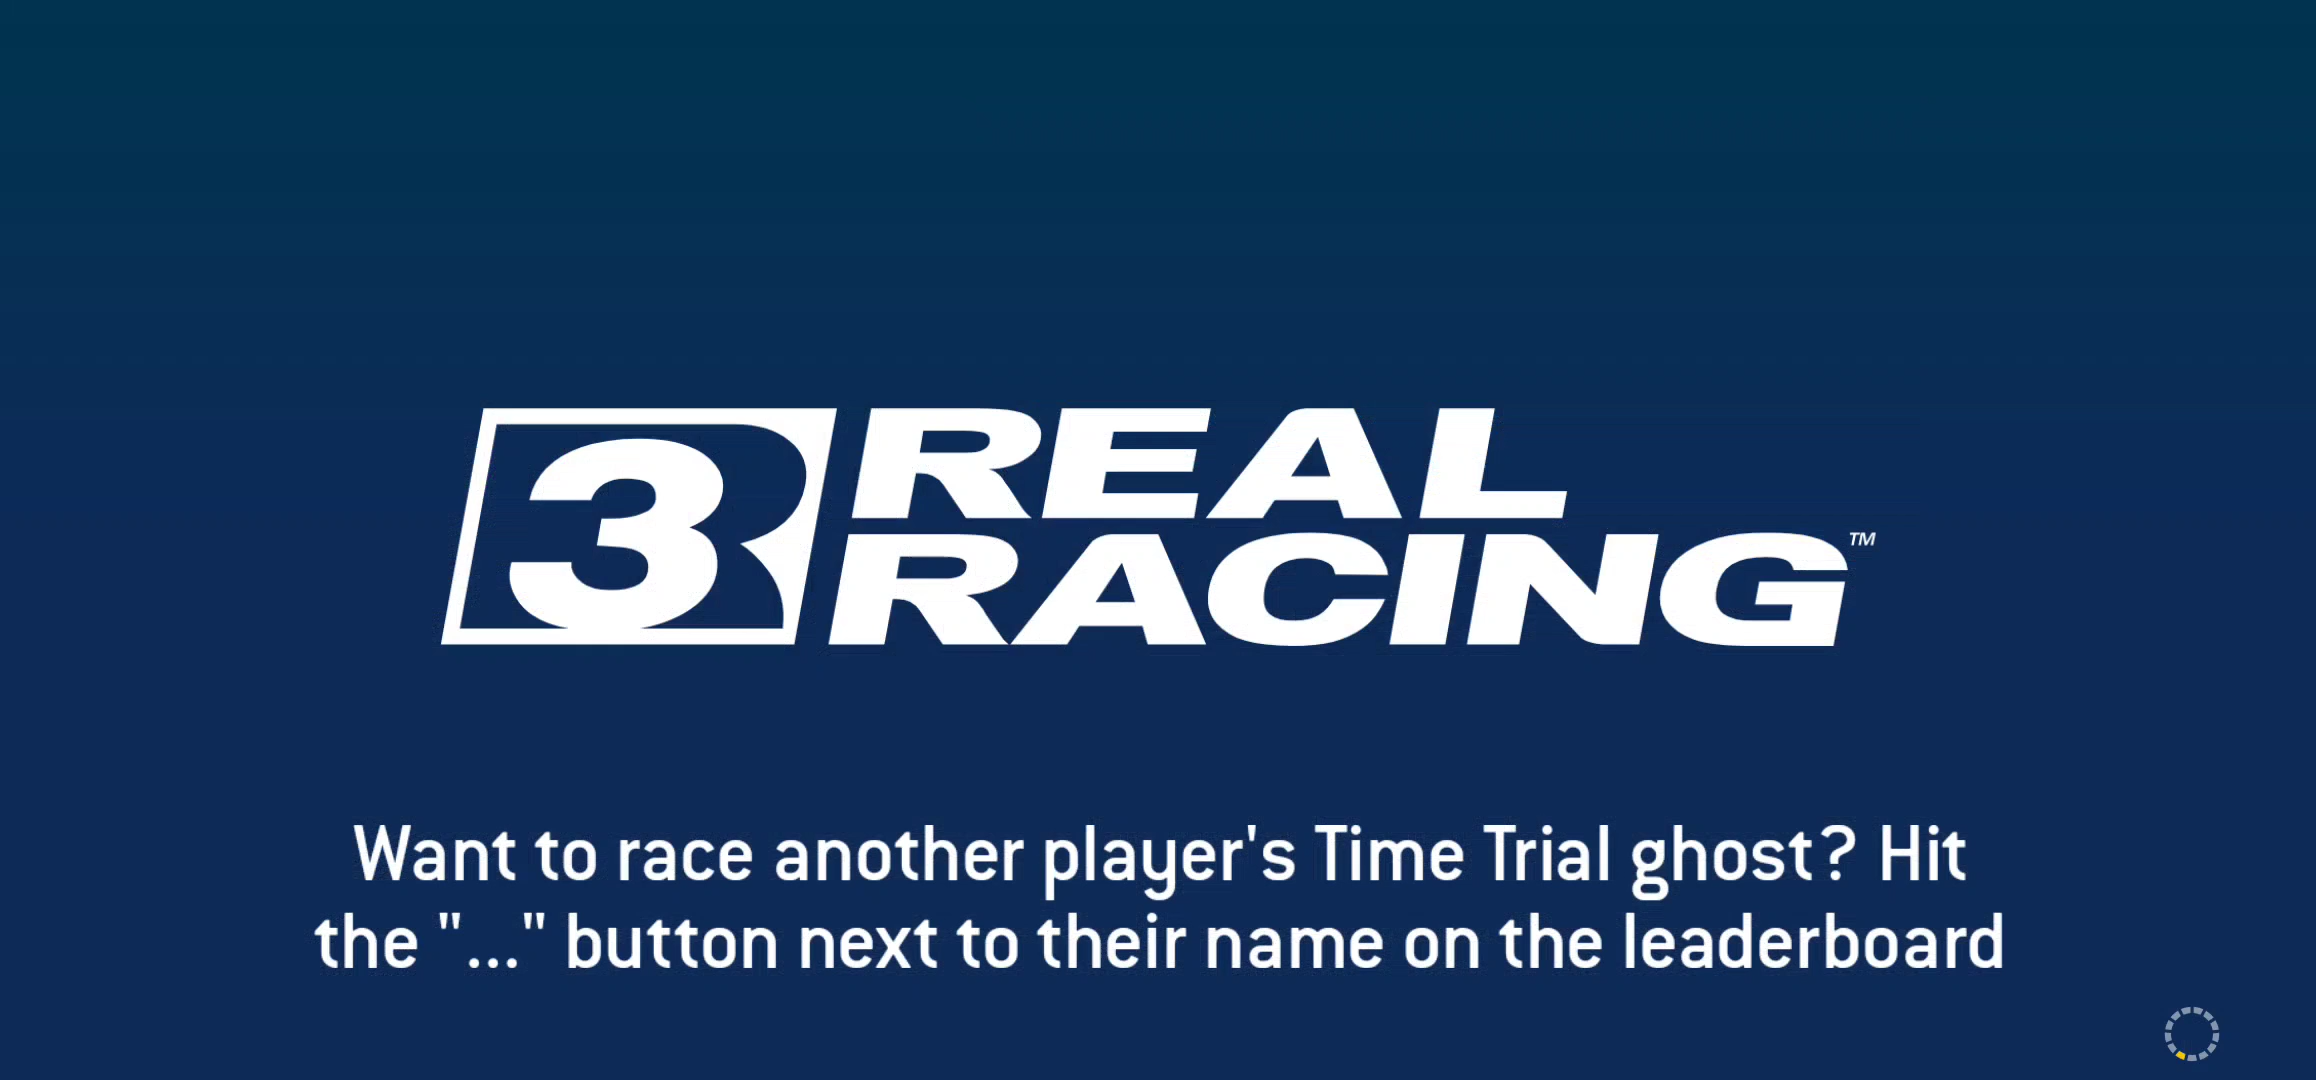 3 REAL
RACING™
Want to race another player's Time Trial ghost? Hit
the "..." button next to their name on the leaderboard